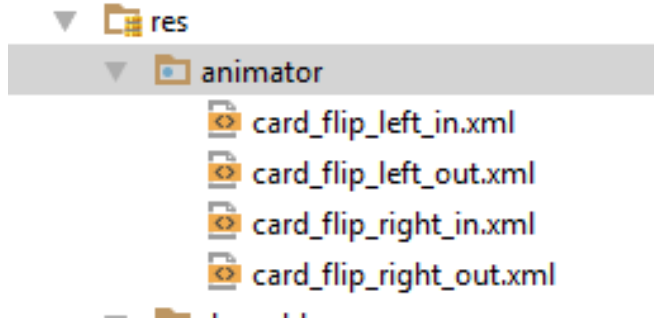 res
animator
card_flip_left_in.xml
card_flip_left_out.xml
card_flip_right_in.xml
card_flip_right_out.xml